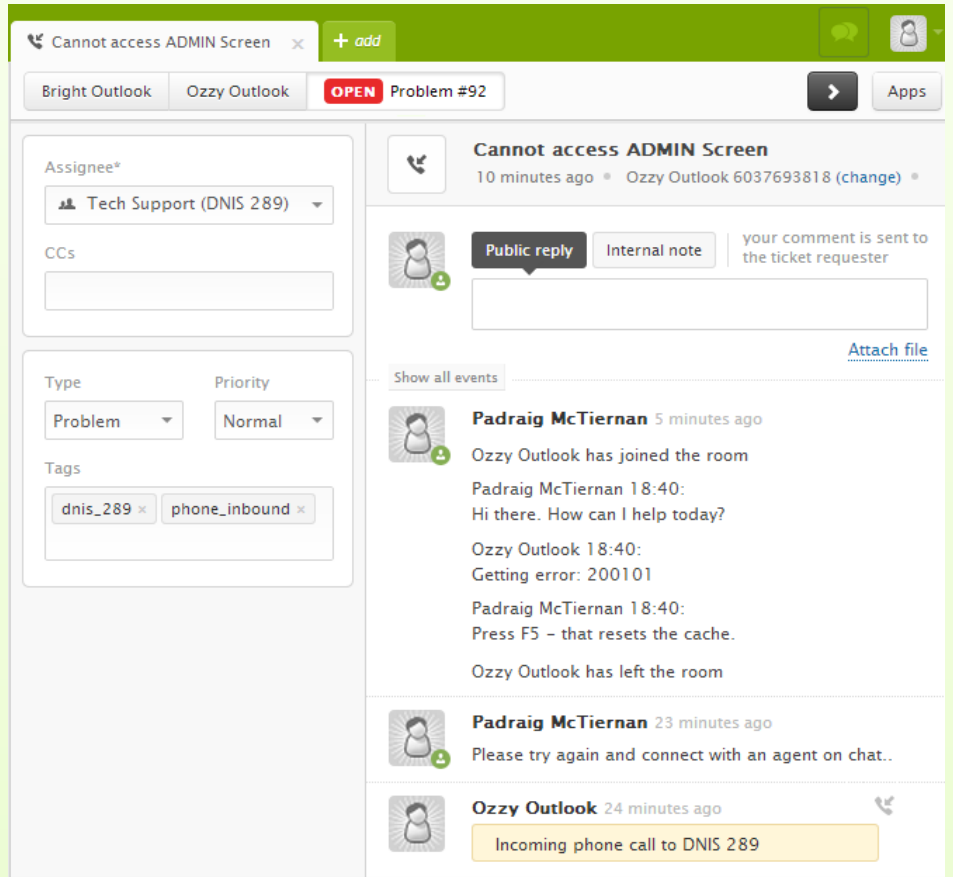 Cannot access ADMIN Screen ×
+ add
Bright Outlook
Ozzy Outlook
OPEN Problem #92
Apps
Assignee*
Tech Support (DNIS 289)
CCs
Type
Priority
Problem
Normal
Tags
dnis_289 ×
phone_inbound ×
Cannot access ADMIN Screen
10 minutes ago • Ozzy Outlook 6037693818 (change) •
Public reply
Internal note
your comment is sent to
the ticket requester
Attach file
Show all events
Padraig McTiernan 5 minutes ago
Ozzy Outlook has joined the room
Padraig McTiernan 18:40:
Hi there. How can I help today?
Ozzy Outlook 18:40:
Getting error: 200101
Padraig McTiernan 18:40:
Press F5 – that resets the cache.
Ozzy Outlook has left the room
Padraig McTiernan 23 minutes ago
Please try again and connect with an agent on chat..
Ozzy Outlook 24 minutes ago
Incoming phone call to DNIS 289